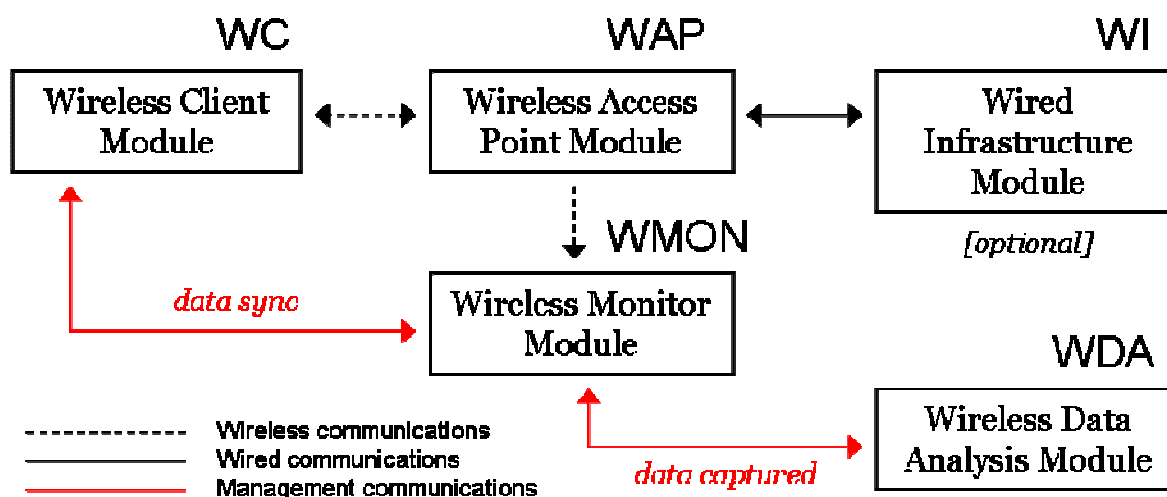 WC
WAP
WI
Wireless Client
Module
Wireless Access
Point Module
Wired
Infrastructure
Module
[optional]
WMON
data sync
Wireless Monitor
Module
WDA
Wireless Data
Analysis Module
data captured
Wireless communications
Wired communications
Management communications